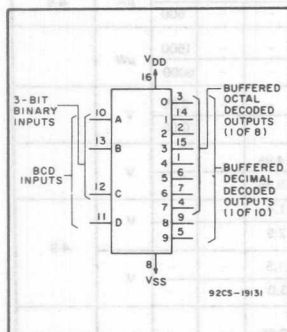 VDD
16
3-BIT
BINARY
INPUTS
BCD
INPUTS
10
13
12
11
A
B
C
D
0
1
2
3
4
5
6
7
8
9
3
14
2
15
1
6
7
4
9
5
BUFFERED
OCTAL
DECODED
OUTPUTS
(1 OF 8)
BUFFERED
DECIMAL
DECODED
OUTPUTS
(1 OF 10)
8
VSS
92CS-19131